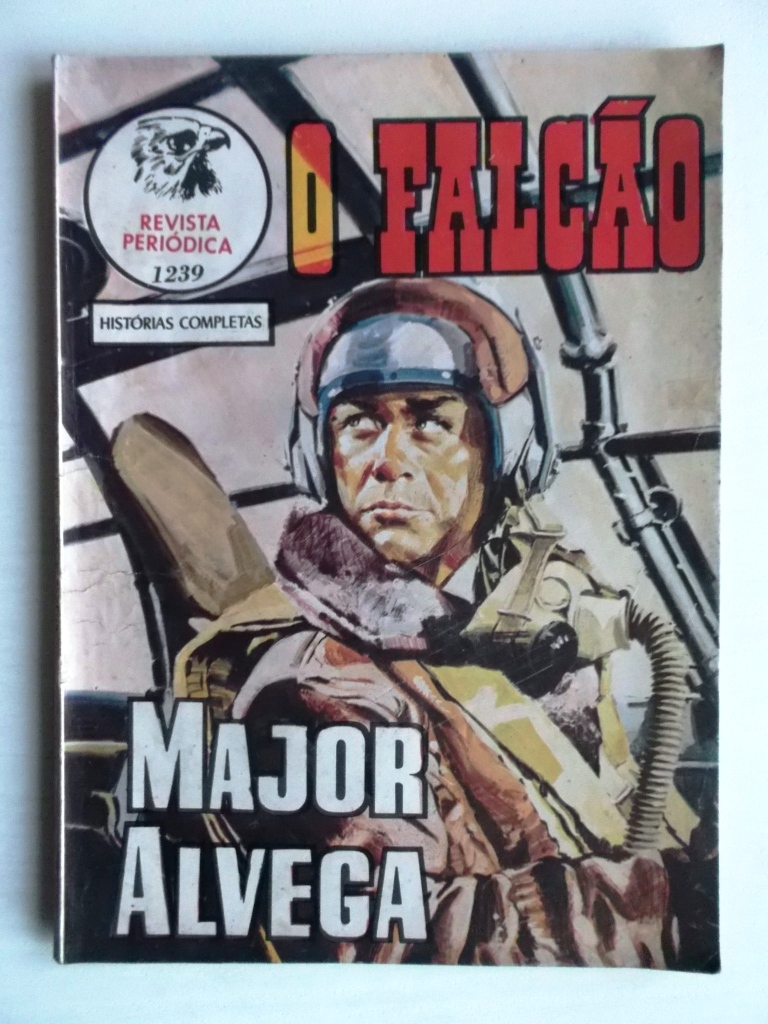 O FALCÃO
REVISTA
PERIÓDICA
1239
HISTÓRIAS COMPLETAS
MAJOR
ALVEGA